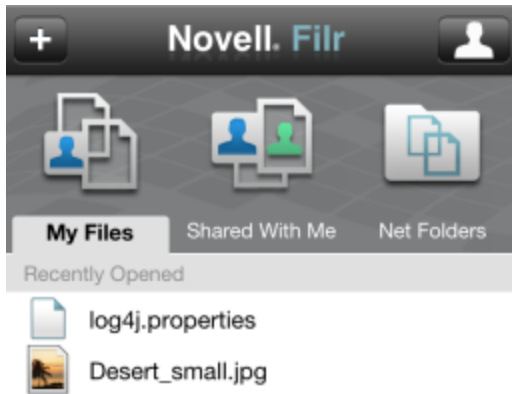 Novell. Filr
My Files Shared With Me Net Folders
Recently Opened
log4j.properties
Desert_small.jpg